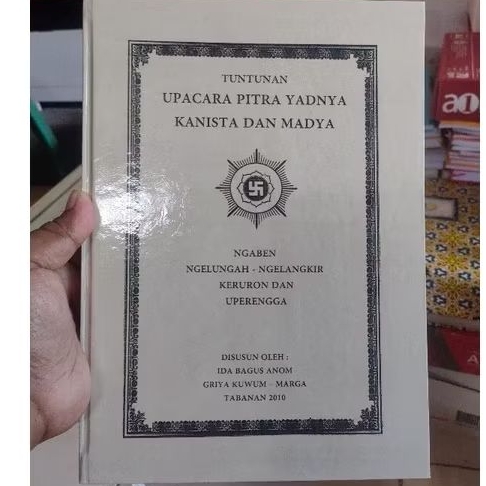 TUNTUNAN
UPACARA PITRA YADNYA
KANISTA DAN MADYA
NGABEN
NGELUNGAH - NGELANGKIR
KERURON DAN
UPERENGGA
DISUSUN OLEH :
IDA BAGUS ANOM
GRIYA KUWUM - MARGA
TABANAN 2010